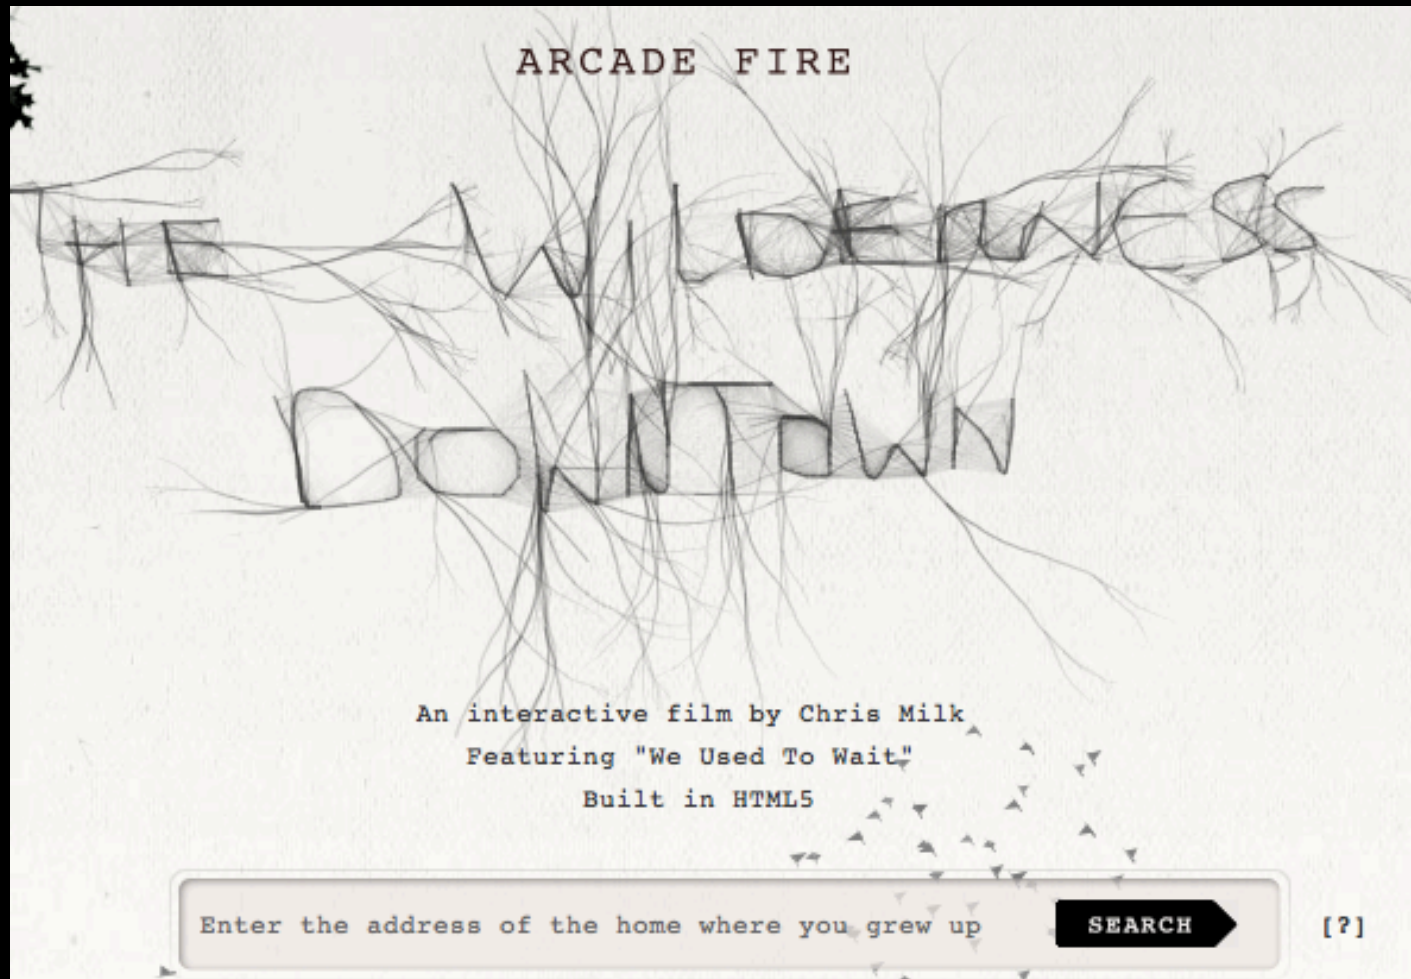 ARCADE FIRE
THE WILDERNESS
DOWNTOWN
An interactive film by Chris Milk
Featuring "We Used To Wait"
Built in HTML5
Enter the address of the home where you grew up
SEARCH
[?]